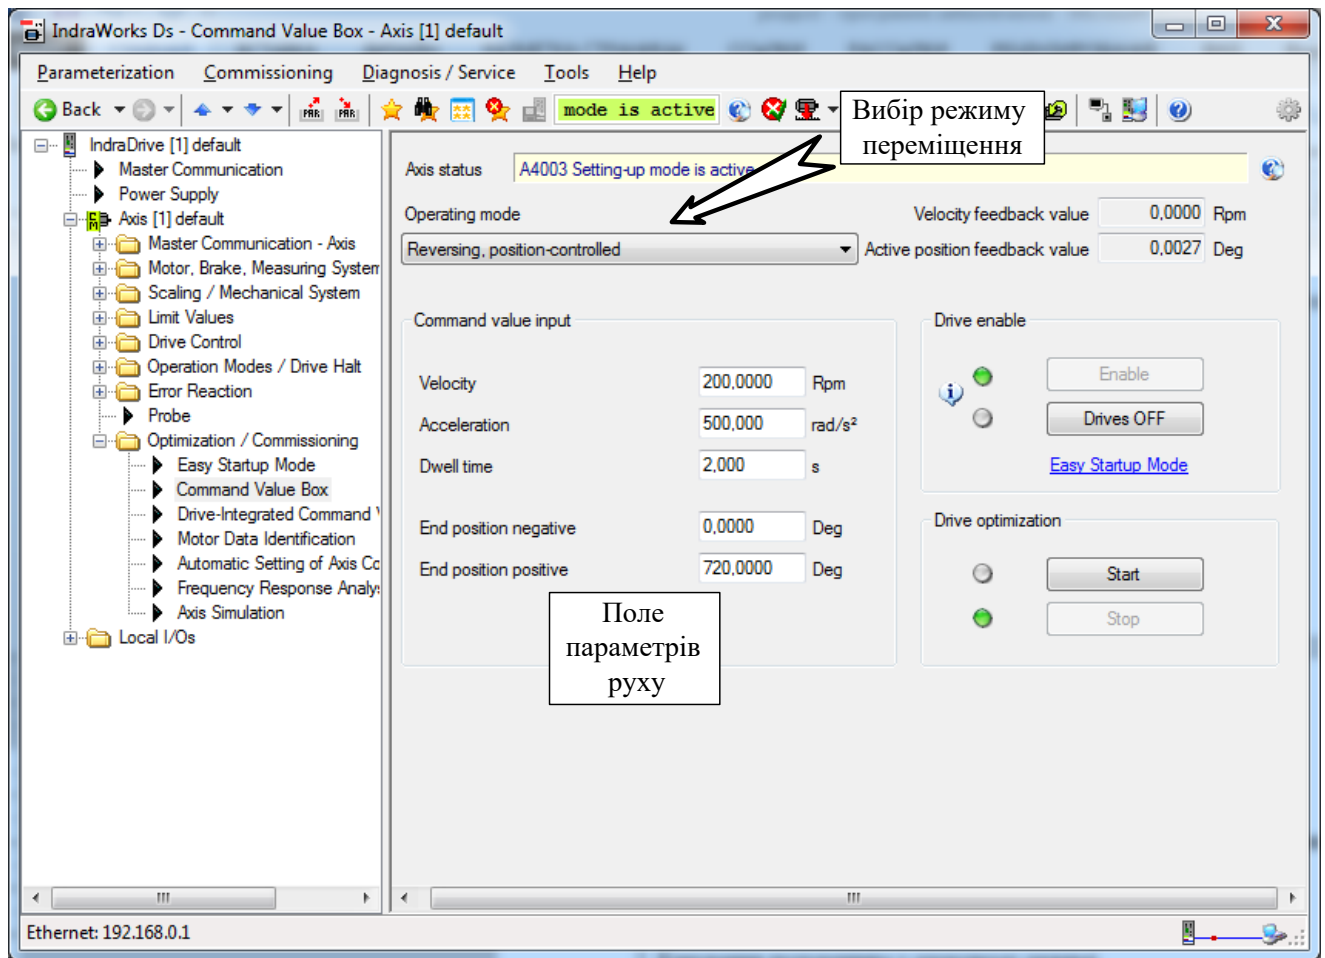 IndraWorks Ds - Command Value Box - Axis [1] default
Parameterization Commissioning Diagnosis / Service Tools Help
Back PAR PAR mode is active
Вибір режиму
переміщення
IndraDrive [1] default
Master Communication
Power Supply
Axis [1] default
Master Communication - Axis
Motor, Brake, Measuring System
Scaling / Mechanical System
Limit Values
Drive Control
Operation Modes / Drive Halt
Error Reaction
Probe
Optimization / Commissioning
Easy Startup Mode
Command Value Box
Drive-Integrated Command
Motor Data Identification
Automatic Setting of Axis Co
Frequency Response Analy
Axis Simulation
Local I/Os
Axis status A4003 Setting-up mode is active
Operating mode
Reversing, position-controlled
Velocity feedback value 0,0000 Rpm
Active position feedback value 0,0027 Deg
Command value input
Velocity 200,0000 Rpm
Acceleration 500,000 rad/s²
Dwell time 2,000 s
End position negative 0,0000 Deg
End position positive 720,0000 Deg
Поле
параметрів
руху
Drive enable
Enable
Drives OFF
Easy Startup Mode
Drive optimization
Start
Stop
Ethernet: 192.168.0.1